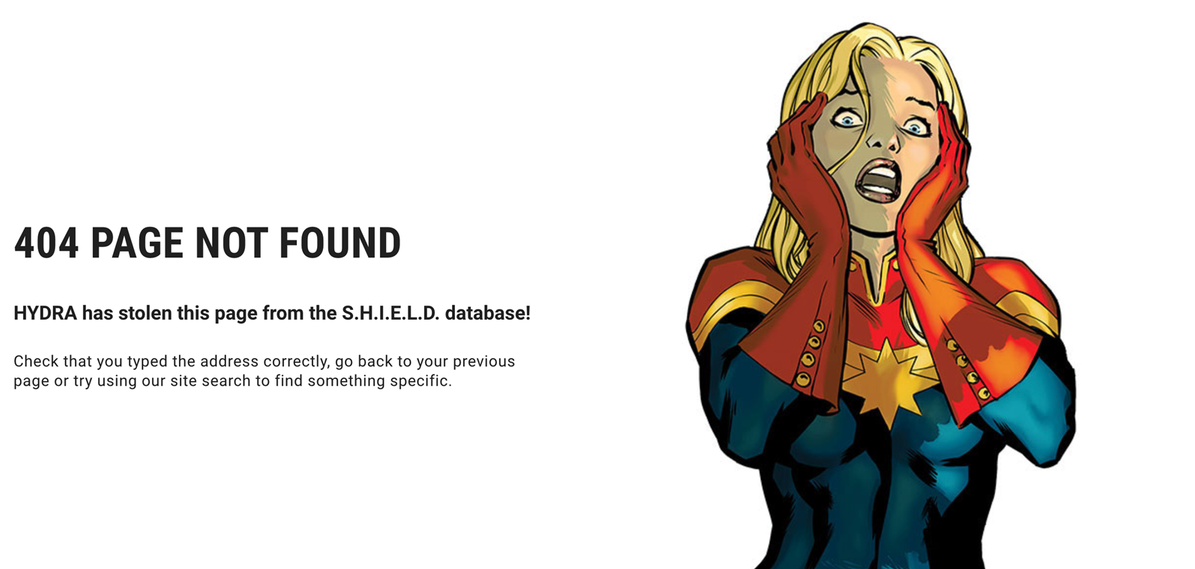 404 PAGE NOT FOUND
HYDRA has stolen this page from the S.H.I.E.L.D. database!
Check that you typed the address correctly, go back to your previous
page or try using our site search to find something specific.